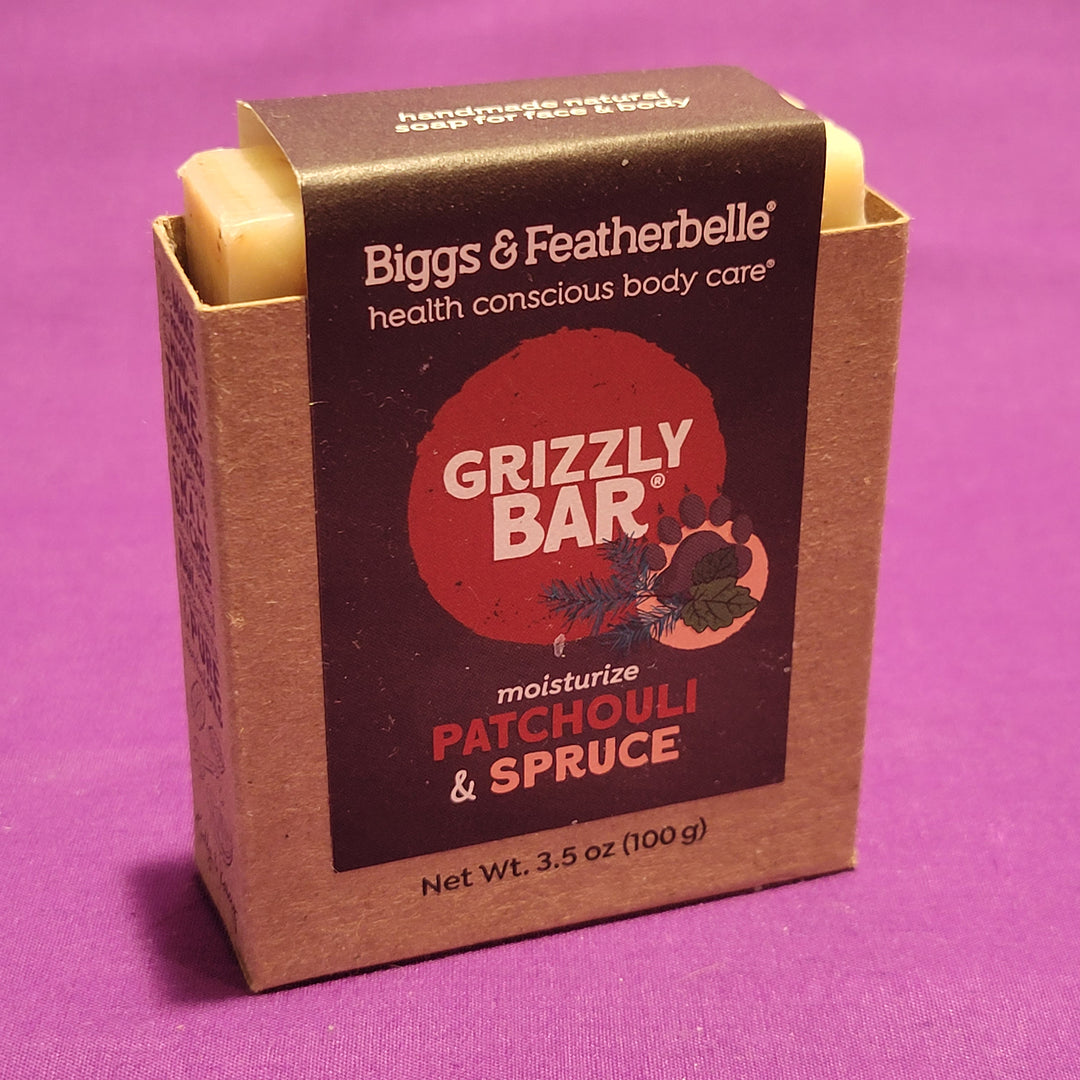 handmade natural
soap for face & body
Biggs & Featherbelle®
health conscious body care®
GRIZZLY
BAR®
moisturize
PATCHOULI
& SPRUCE
Net Wt. 3.5 oz (100 g)